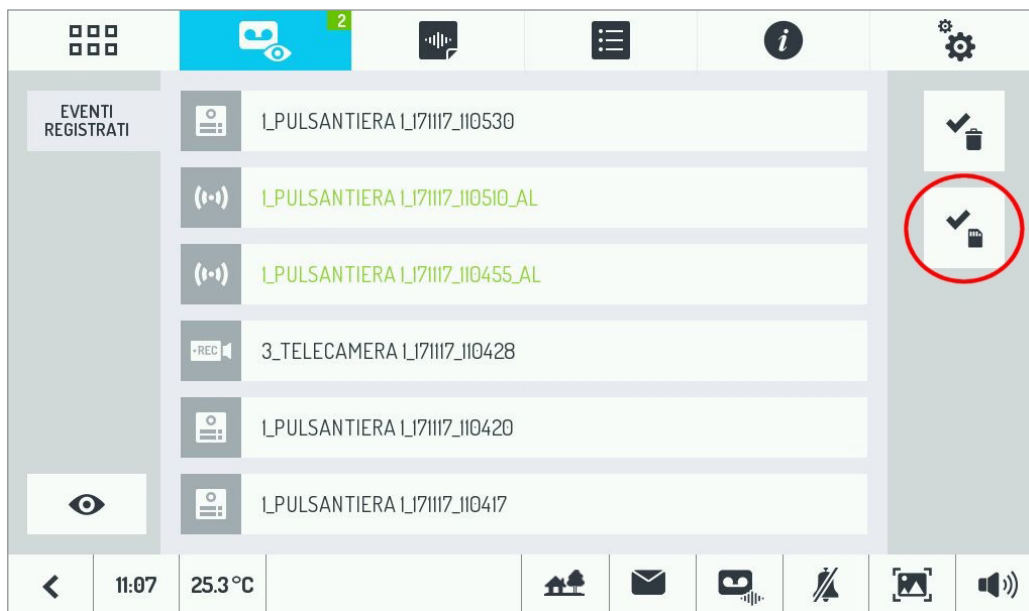 2
EVENTI
REGISTRATI
1_PULSANTIERA 1_171117_110530
1_PULSANTIERA 1_171117_110510_AL
1_PULSANTIERA 1_171117_110455_AL
•REC
3_TELECAMERA 1_171117_110428
1_PULSANTIERA 1_171117_110420
1_PULSANTIERA 1_171117_110417
11:07
25.3 °C